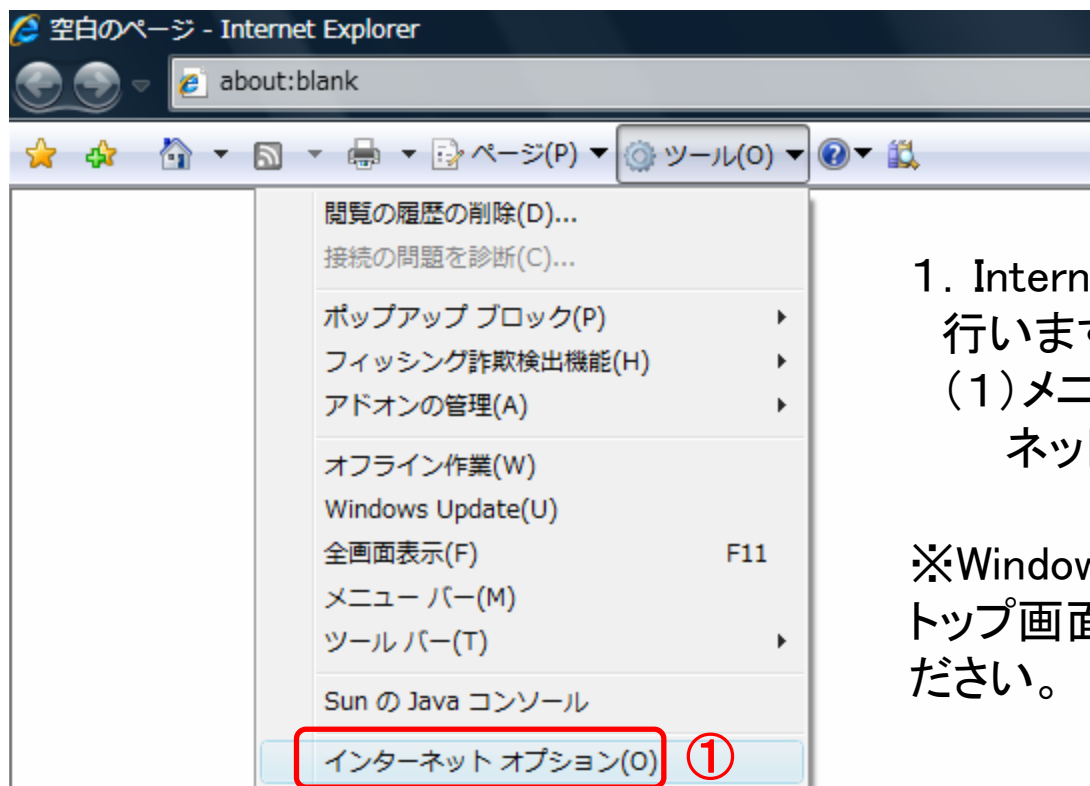 空白のページ - Internet Explorer
about:blank
ページ(P) ツール(O)
閲覧の履歴の削除(D)...
接続の問題を診断(C)...
ポップアップ ブロック(P)
フィッシング詐欺検出機能(H)
アドオンの管理(A)
オフライン作業(W)
Windows Update(U)
全画面表示(F) F11
メニュー バー(M)
ツール バー(T)
Sun の Java コンソール
インターネット オプション(O) ①
1. Intern
行います
(1)メニ
ネッ
※Window
トップ画面
ださい。